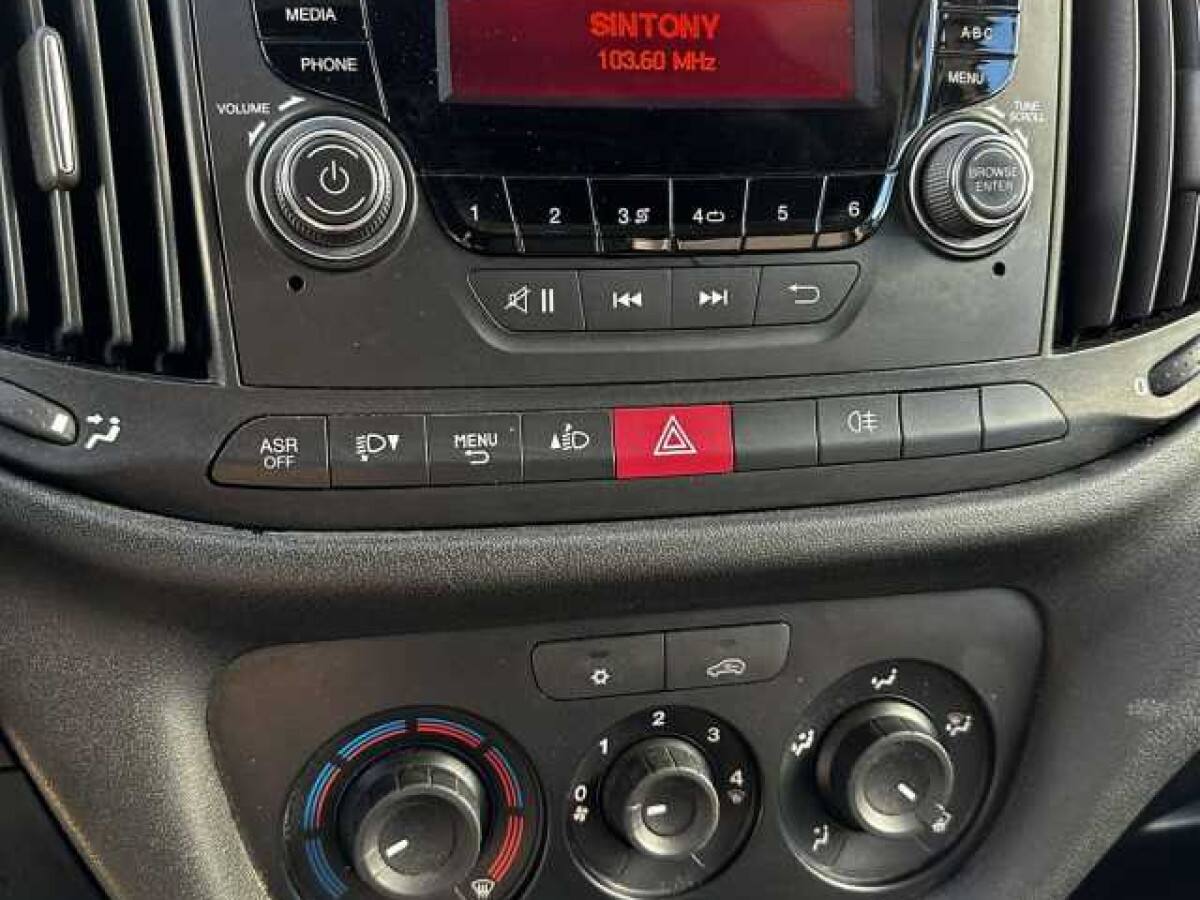 MEDIA
SINTONY
ABC
PHONE
103.60 MHz
MENU
VOLUME
TUNE
SCROLL
BROWSE
ENTER
1
2
3
4
5
6
ASR
OFF
MENU
0
1
2
3
4